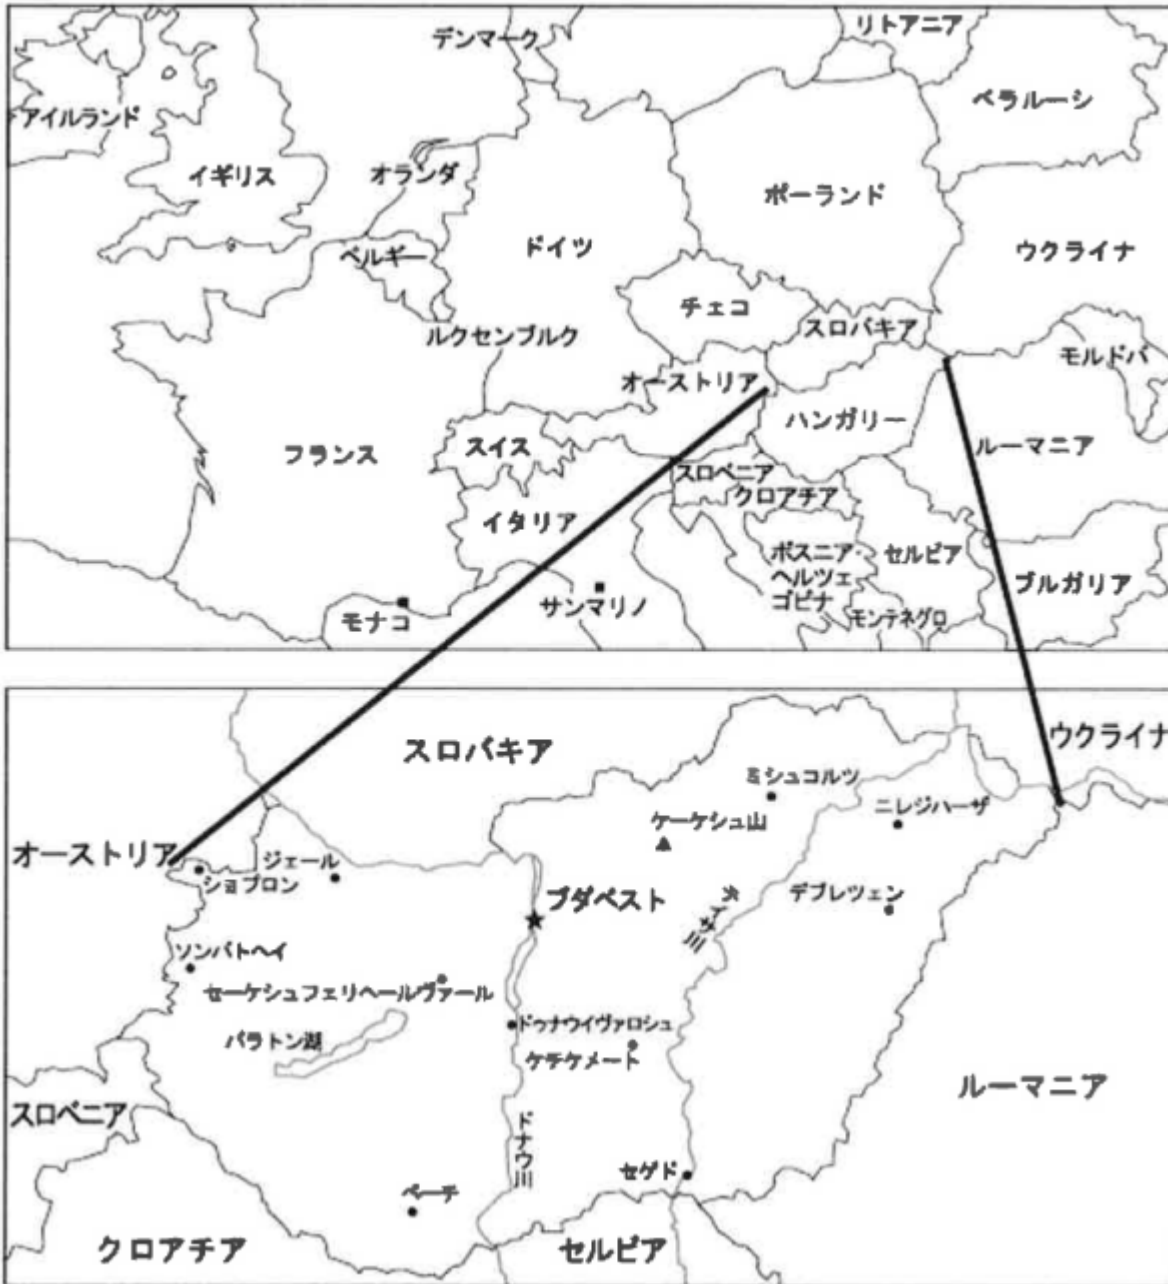 デンマーク
リトアニア
ベラルーシ
アイルランド
イギリス
オランダ
ポーランド
ドイツ
ウクライナ
ベルギー
チェコ
スロバキア
ルクセンブルク
モルドバ
オーストリア
ハンガリー
フランス
スイス
ルーマニア
スロベニア
クロアチア
イタリア
ボスニア・
ヘルツェ
ゴビナ
セルビア
ブルガリア
モナコ
サンマリノ
モンテネグロ
スロバキア
ウクライナ
ミシュコルツ
ニレジハーザ
ケーケシュ山
オーストリア
ジェール
ショプロン
ブダペスト
デブレツェン
タイサ川
ソンバトヘイ
セーケシュフェリヘールヴァール
バラトン湖
ドゥナウイヴァロシュ
ケチケメート
ルーマニア
スロベニア
ドナウ川
セゲド
ペーチ
クロアチア
セルビア